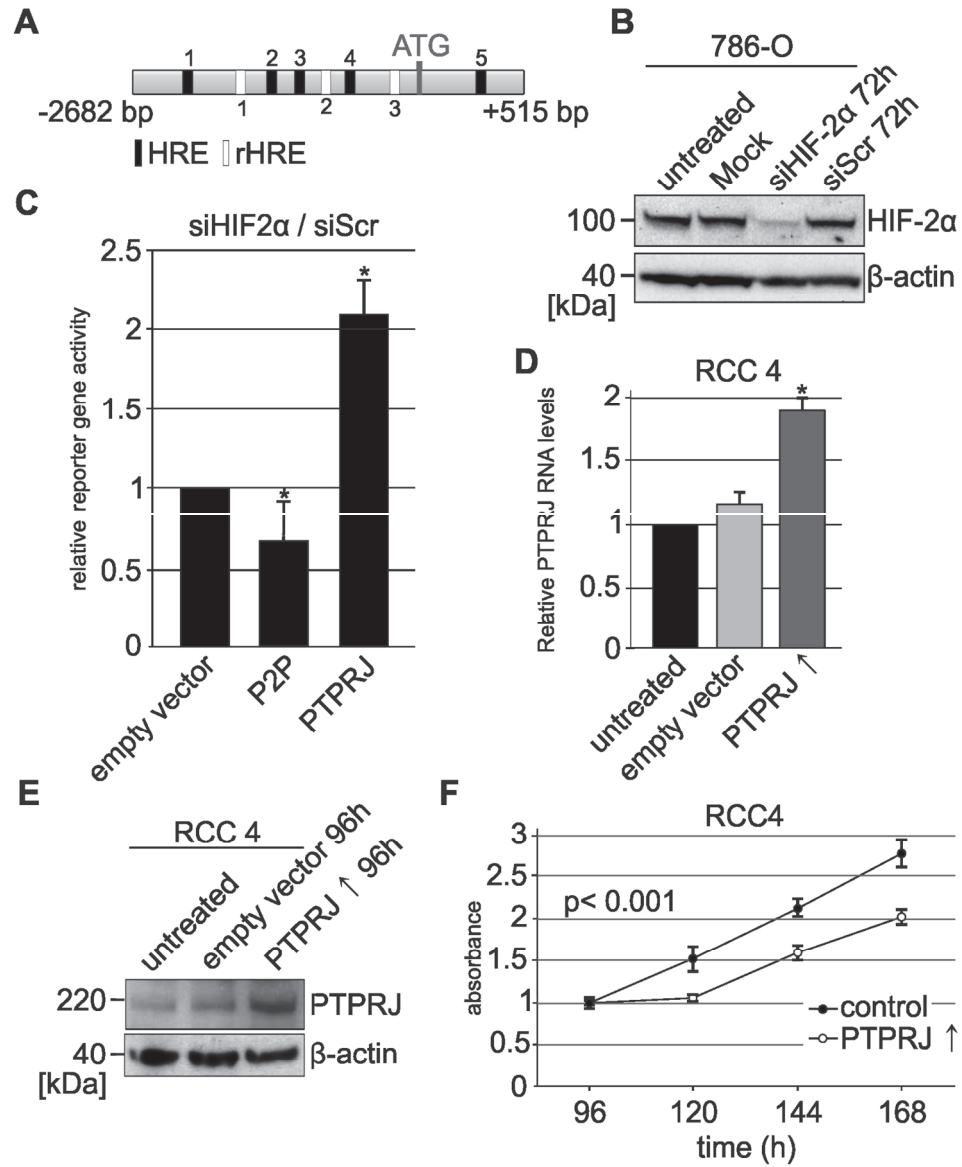 A
ATG
1 2 3 4 5
1 2 3
-2682 bp +515 bp
HRE rHRE
B
786-O
untreated
Mock
siHIF-2α 72h
siScr 72h
100 HIF-2α
40 β-actin
[kDa]
C
siHIF2α / siScr
relative reporter gene activity
2.5
2
1.5
1
0.5
0
* *
empty vector
P2P
PTPRJ
D
RCC 4
Relative PTPRJ RNA levels
2
1.5
1
0.5
0
*
untreated
empty vector
PTPRJ ↑
E
RCC 4
untreated
empty vector 96h
PTPRJ ↑ 96h
220 PTPRJ
40 β-actin
[kDa]
F
RCC4
absorbance
3
2.5
2
1.5
1
0.5
0
p< 0.001
control
PTPRJ ↑
96 120 144 168
time (h)